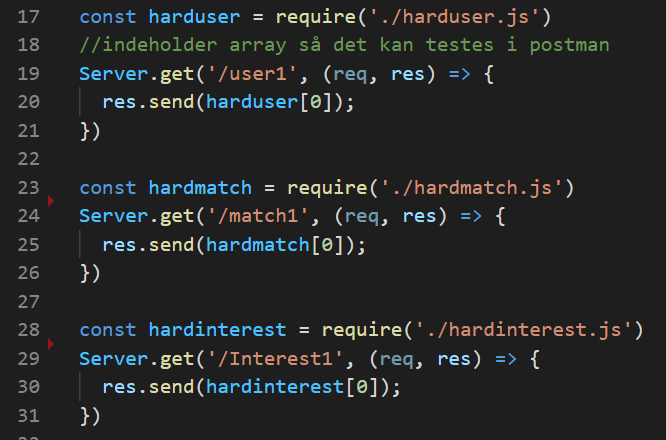 17 const harduser = require('./harduser.js')
18 //indeholder array så det kan testes i postman
19 Server.get('/user1', (req, res) => {
20   res.send(harduser[0]);
21 })
22
23 const hardmatch = require('./hardmatch.js')
24 Server.get('/match1', (req, res) => {
25   res.send(hardmatch[0]);
26 })
27
28 const hardinterest = require('./hardinterest.js')
29 Server.get('/Interest1', (req, res) => {
30   res.send(hardinterest[0]);
31 })